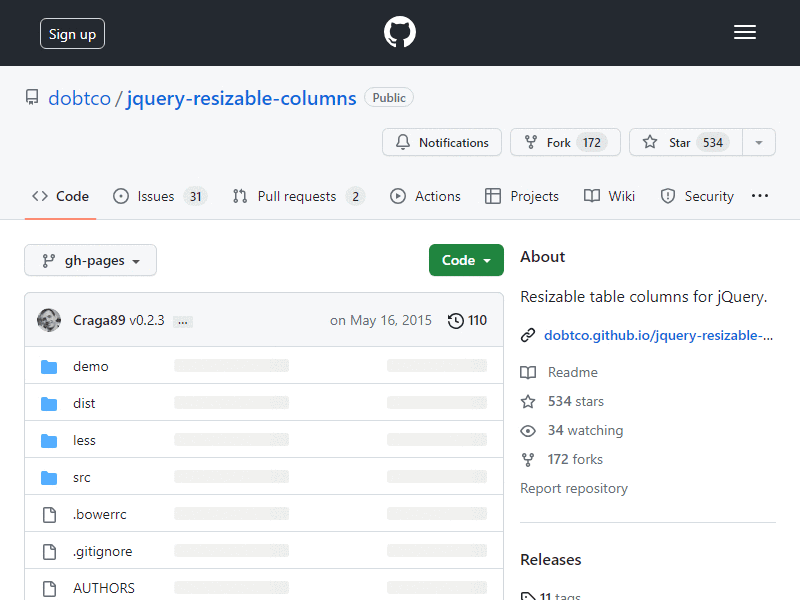 Sign up
dobtco / jquery-resizable-columns Public
Notifications Fork 172 Star 534
Code Issues 31 Pull requests 2 Actions Projects Wiki Security ...
gh-pages Code
About
Resizable table columns for jQuery.
Craga89 v0.2.3 ... on May 16, 2015 110
dobtco.github.io/jquery-resizable-...
demo
Readme
dist
534 stars
less
34 watching
src
172 forks
Report repository
.bowerrc
.gitignore
Releases
AUTHORS
11 tags